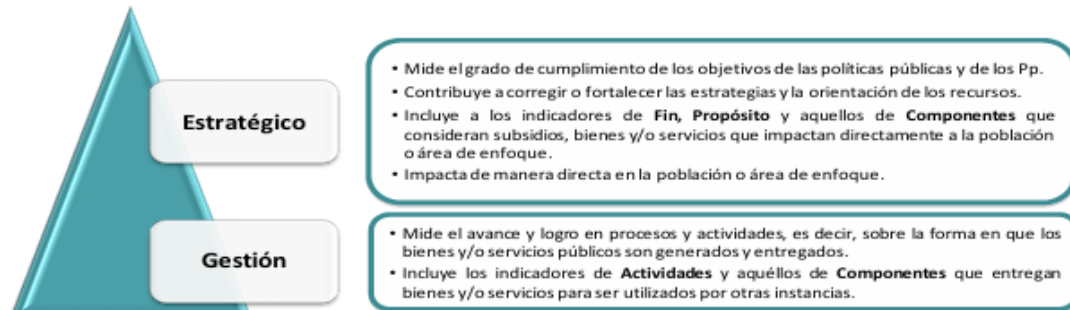 Estratégico
• Mide el grado de cumplimiento de los objetivos de las políticas públicas y de los Pp.
• Contribuye a corregir o fortalecer las estrategias y la orientación de los recursos.
• Incluye a los indicadores de Fin, Propósito y aquellos de Componentes que
consideran subsidios, bienes y/o servicios que impactan directamente a la población
o área de enfoque.
• Impacta de manera directa en la población o área de enfoque.
Gestión
• Mide el avance y logro en procesos y actividades, es decir, sobre la forma en que los
bienes y/o servicios públicos son generados y entregados.
• Incluye los indicadores de Actividades y aquéllos de Componentes que entregan
bienes y/o servicios para ser utilizados por otras instancias.